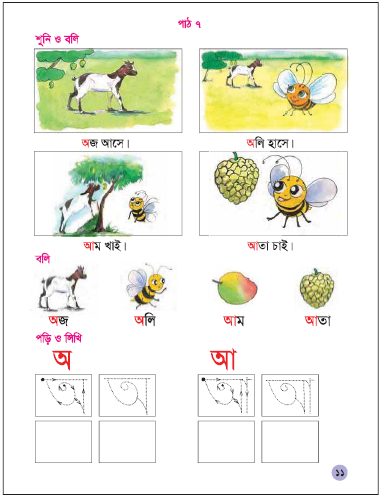 পাঠ ৭
শুনি ও বলি
অজ আসে।
অলি হাসে।
আম খাই।
আতা চাই।
বলি
অজ
অলি
আম
আতা
পড়ি ও লিখি
অ
আ
১১